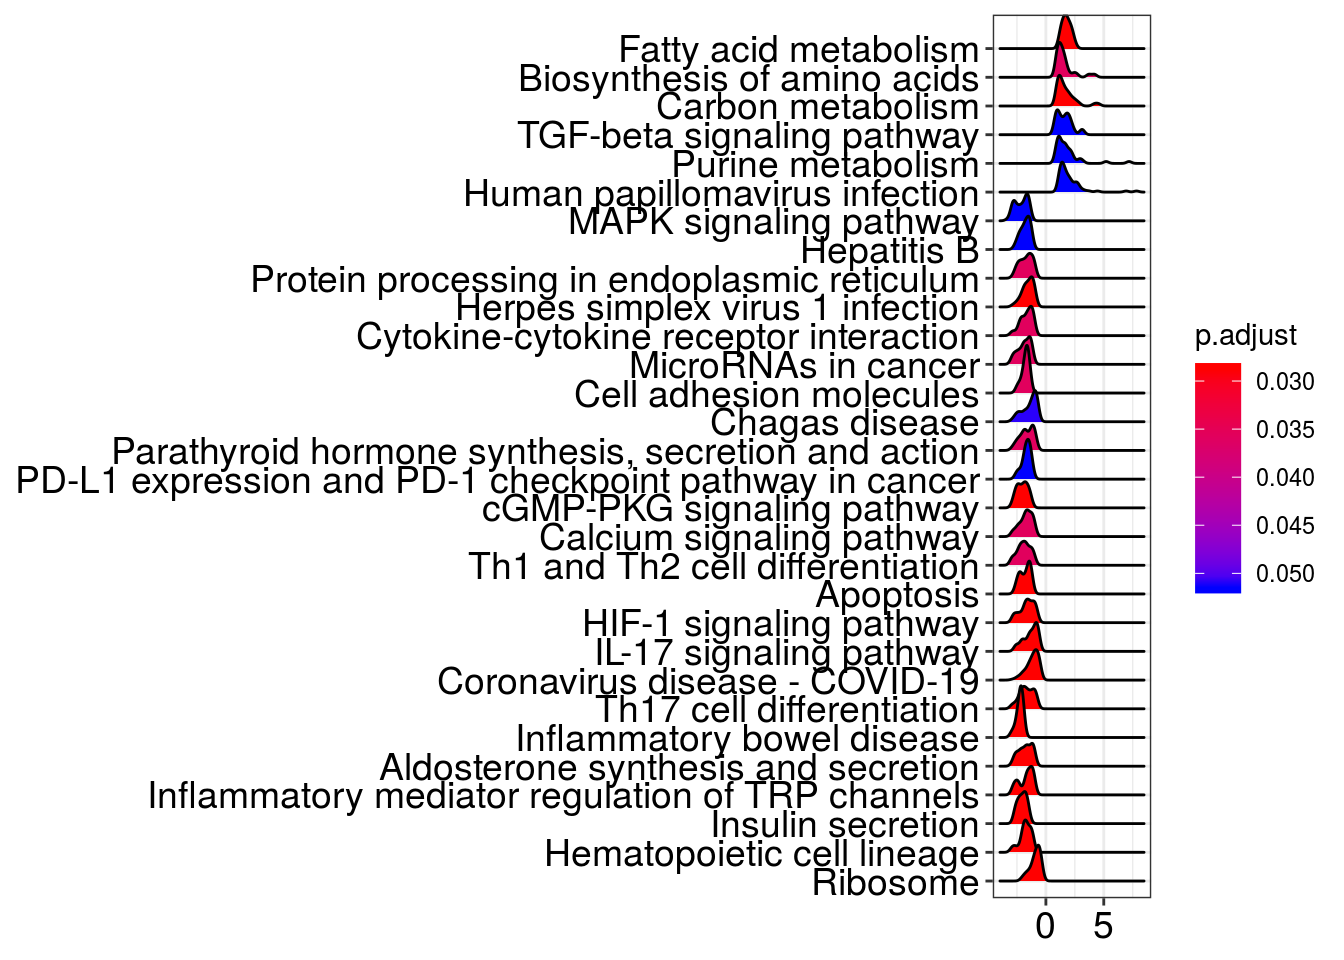 Fatty acid metabolism
Biosynthesis of amino acids
Carbon metabolism
TGF-beta signaling pathway
Purine metabolism
Human papillomavirus infection
MAPK signaling pathway
Hepatitis B
Protein processing in endoplasmic reticulum
Herpes simplex virus 1 infection
Cytokine-cytokine receptor interaction
MicroRNAs in cancer
Cell adhesion molecules
Chagas disease
Parathyroid hormone synthesis, secretion and action
PD-L1 expression and PD-1 checkpoint pathway in cancer
cGMP-PKG signaling pathway
Calcium signaling pathway
Th1 and Th2 cell differentiation
Apoptosis
HIF-1 signaling pathway
IL-17 signaling pathway
Coronavirus disease - COVID-19
Th17 cell differentiation
Inflammatory bowel disease
Aldosterone synthesis and secretion
Inflammatory mediator regulation of TRP channels
Insulin secretion
Hematopoietic cell lineage
Ribosome
0 5
p.adjust
0.030
0.035
0.040
0.045
0.050